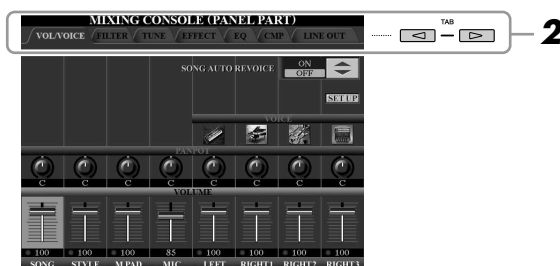 MIXING CONSOLE (PANEL PART)
VOL/VOICE FILTER TUNE EFFECT EQ CMP LINE OUT
TAB
2
SONG AUTO REVOICE ON
OFF
SETUP
VOICE
PANPOT
C C C C C C C C
VOLUME
100 100 100 85 100 100 100 100
SONG STYLE M.PAD MIC LEFT RIGHT1 RIGHT2 RIGHT3